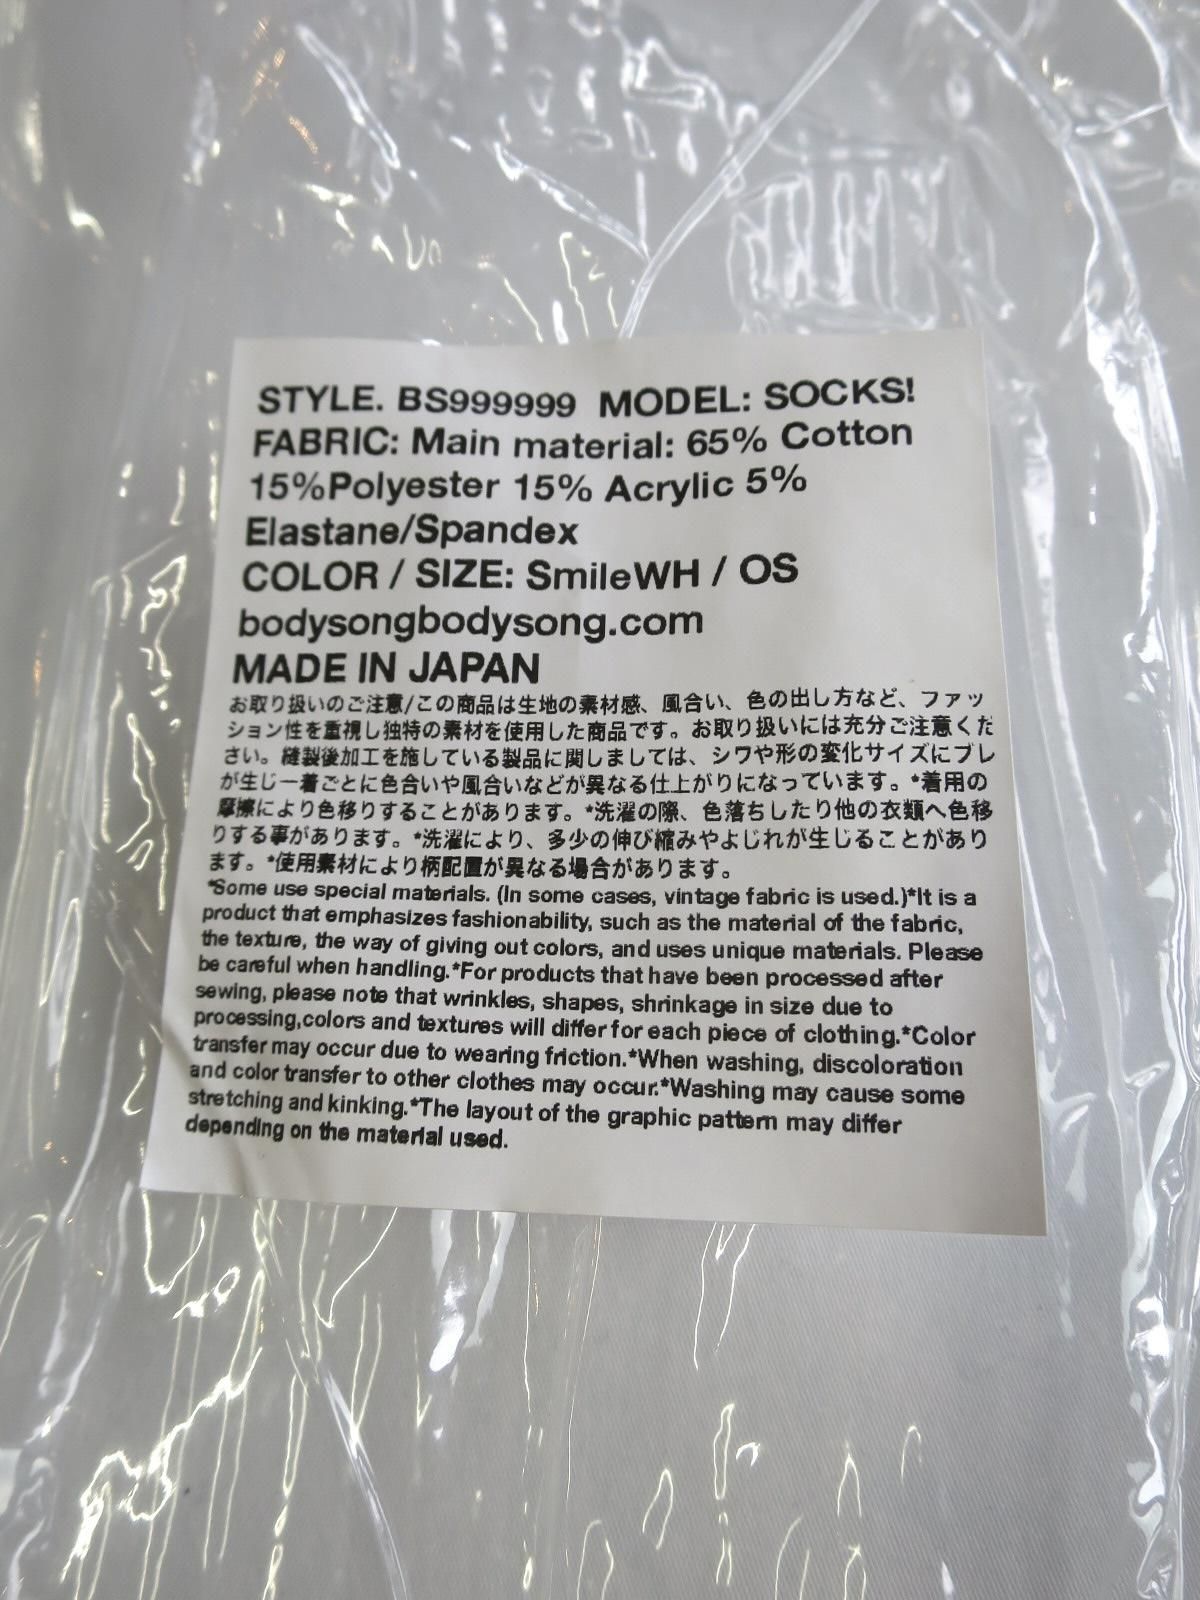 STYLE. BS999999 MODEL: SOCKS!
FABRIC: Main material: 65% Cotton
15%Polyester 15% Acrylic 5%
Elastane/Spandex
COLOR / SIZE: SmileWH / OS
bodysongbodysong.com
MADE IN JAPAN
お取り扱いのご注意/この商品は生地の素材感、風合い、色の出し方など、ファッ
ション性を重視し独特の素材を使用した商品です。お取り扱いには充分ご注意くだ
さい。縫製後加工を施している製品に関しましては、シワや形の変化サイズにブレ
が生じ一着ごとに色合いや風合いなどが異なる仕上がりになっています。*着用の
摩擦により色移りすることがあります。*洗濯の際、色落ちしたり他の衣類へ色移
りする事があります。*洗濯により、多少の伸び縮みやよじれが生じることがあり
ます。*使用素材により柄配置が異なる場合があります。
*Some use special materials. (In some cases, vintage fabric is used.)*It is a
product that emphasizes fashionability, such as the material of the fabric,
the texture, the way of giving out colors, and uses unique materials. Please
be careful when handling.*For products that have been processed after
sewing, please note that wrinkles, shapes, shrinkage in size due to
processing,colors and textures will differ for each piece of clothing.*Color
transfer may occur due to wearing friction.*When washing, discoloration
and color transfer to other clothes may occur.*Washing may cause some
stretching and kinking.*The layout of the graphic pattern may differ
depending on the material used.